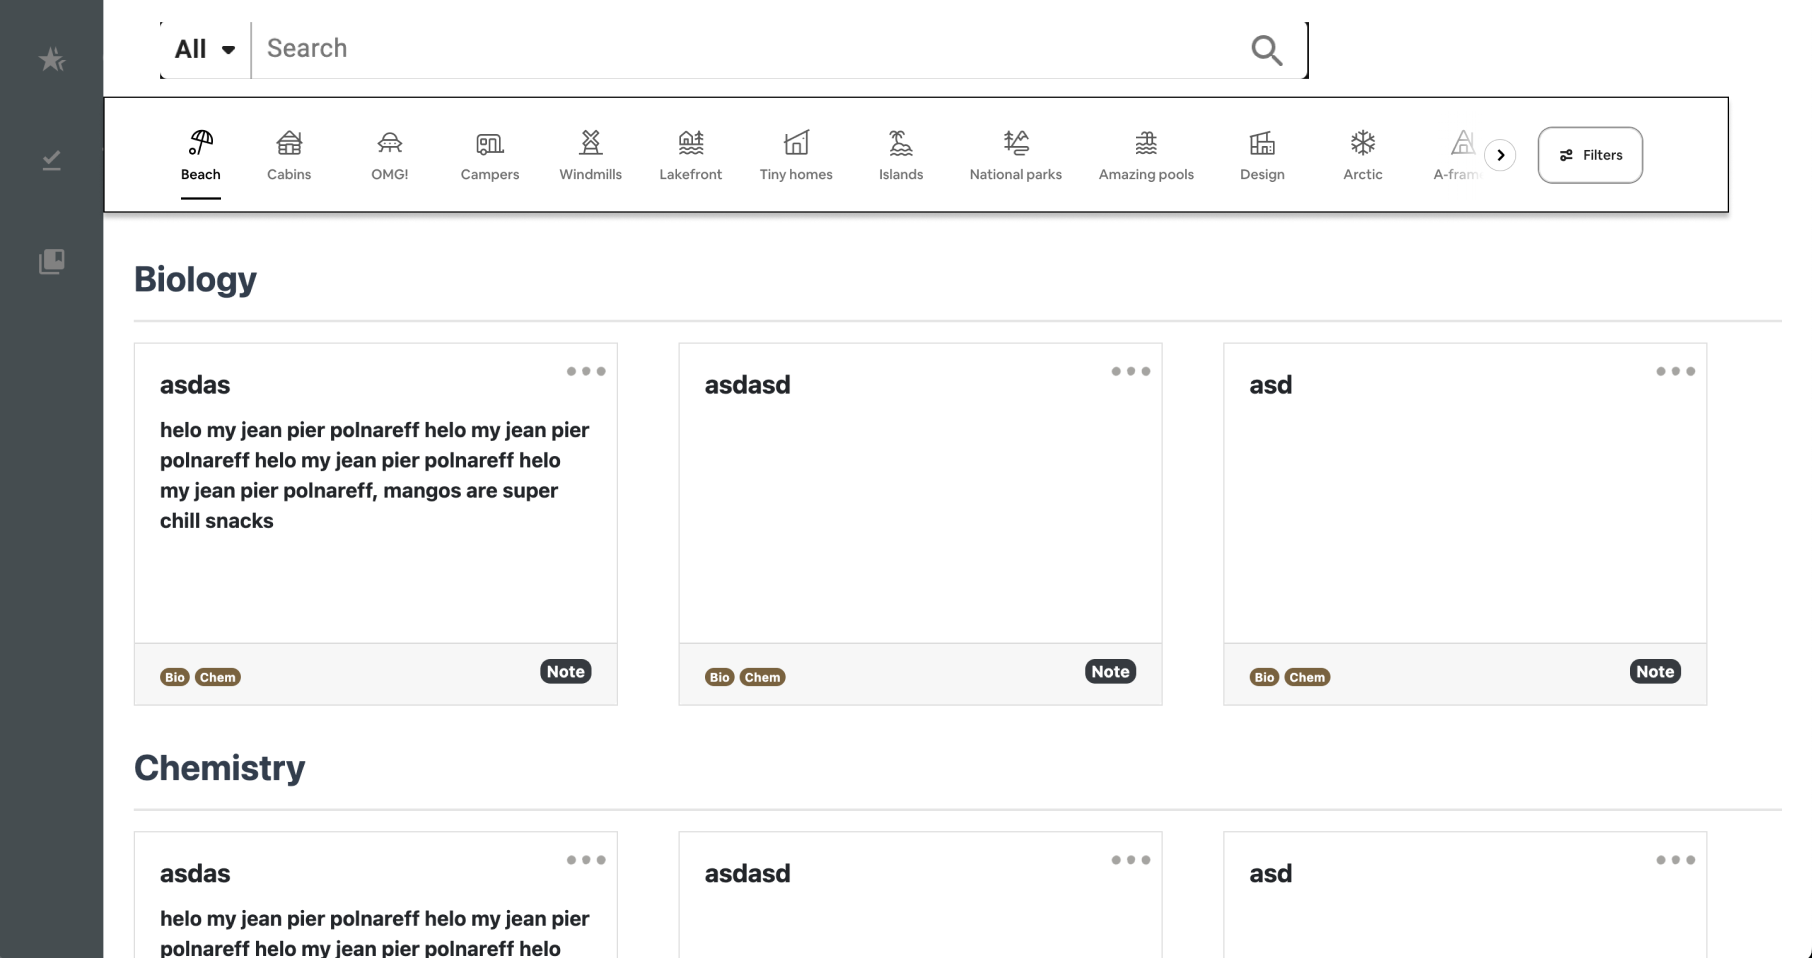 All
Search
Beach
Cabins
OMG!
Campers
Windmills
Lakefront
Tiny homes
Islands
National parks
Amazing pools
Design
Arctic
A-fram
Filters
Biology
asdas
helo my jean pier polnareff helo my jean pier
polnareff helo my jean pier polnareff helo
my jean pier polnareff, mangos are super
chill snacks
Bio Chem
Note
asdasd
Bio Chem
Note
asd
Bio Chem
Note
Chemistry
asdas
helo my jean pier polnareff helo my jean pier
polnareff helo my jean pier polnareff helo
asdasd
asd